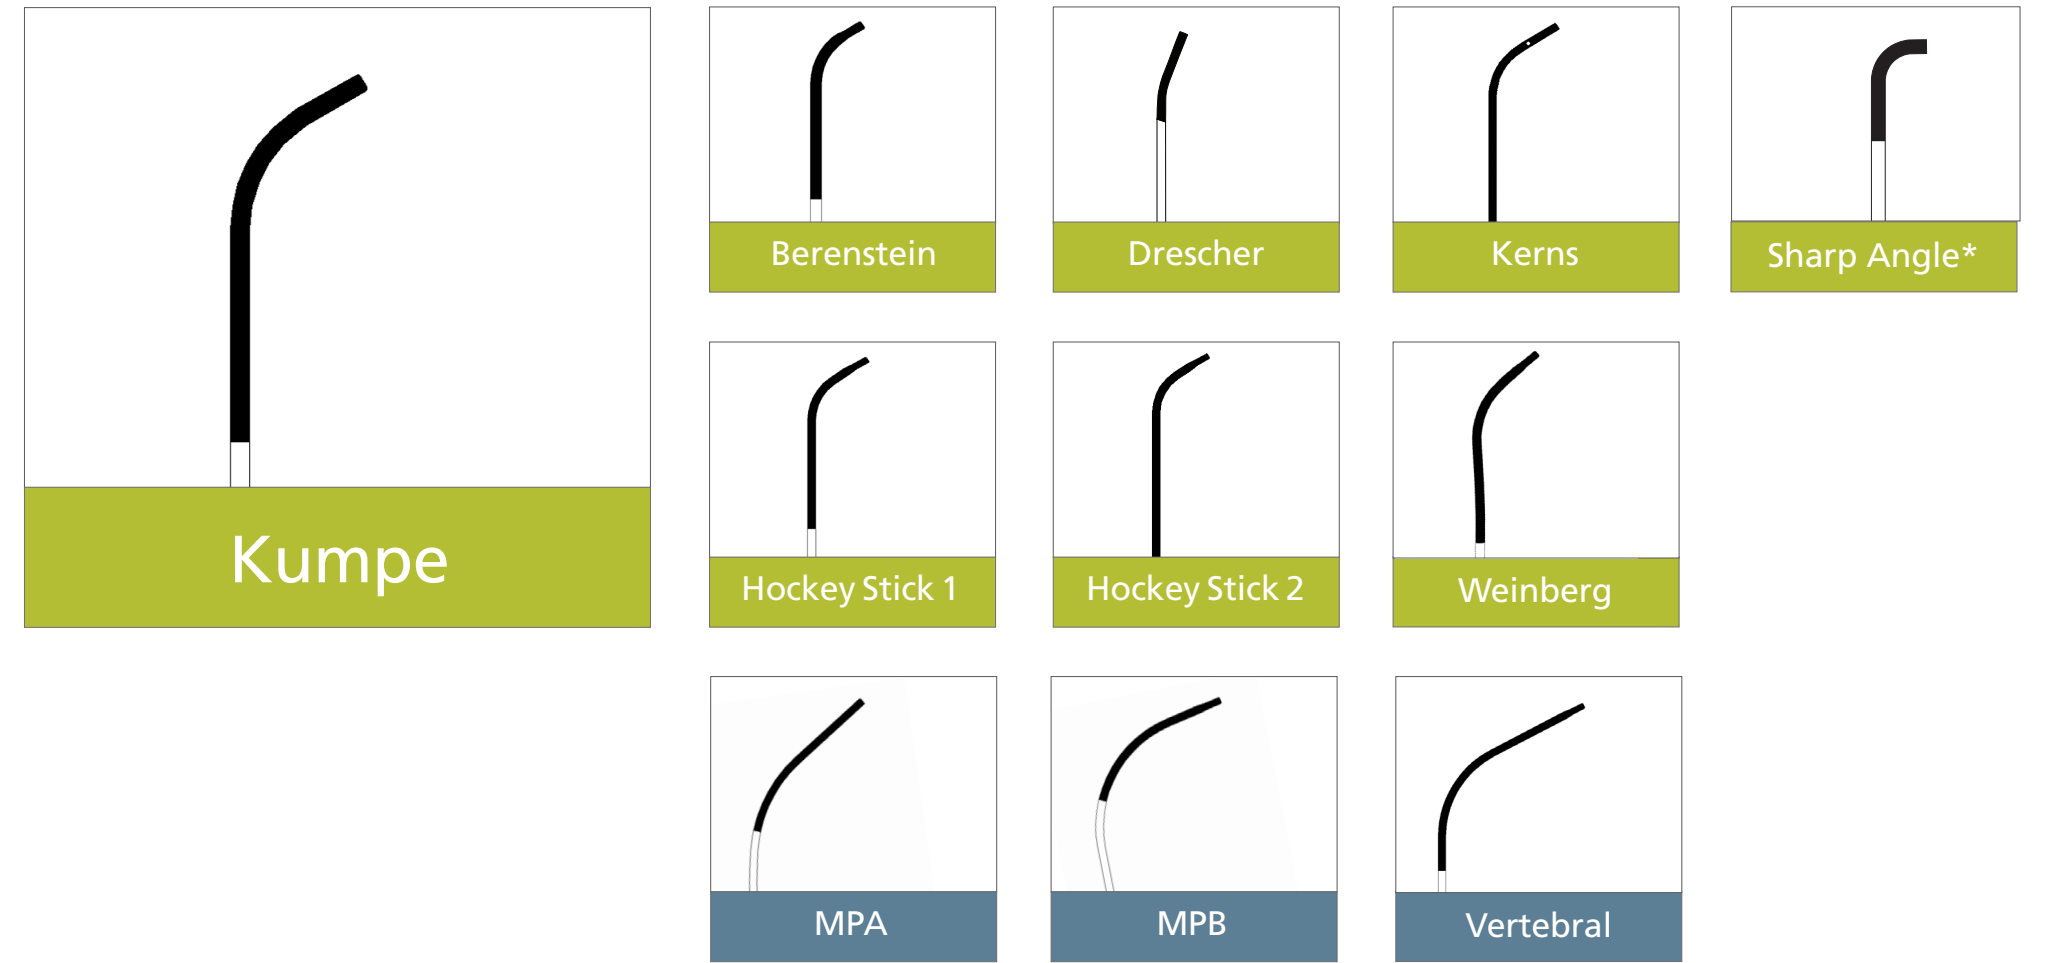 Kumpe
Berenstein
Drescher
Kerns
Sharp Angle*
Hockey Stick 1
Hockey Stick 2
Weinberg
MPA
MPB
Vertebral